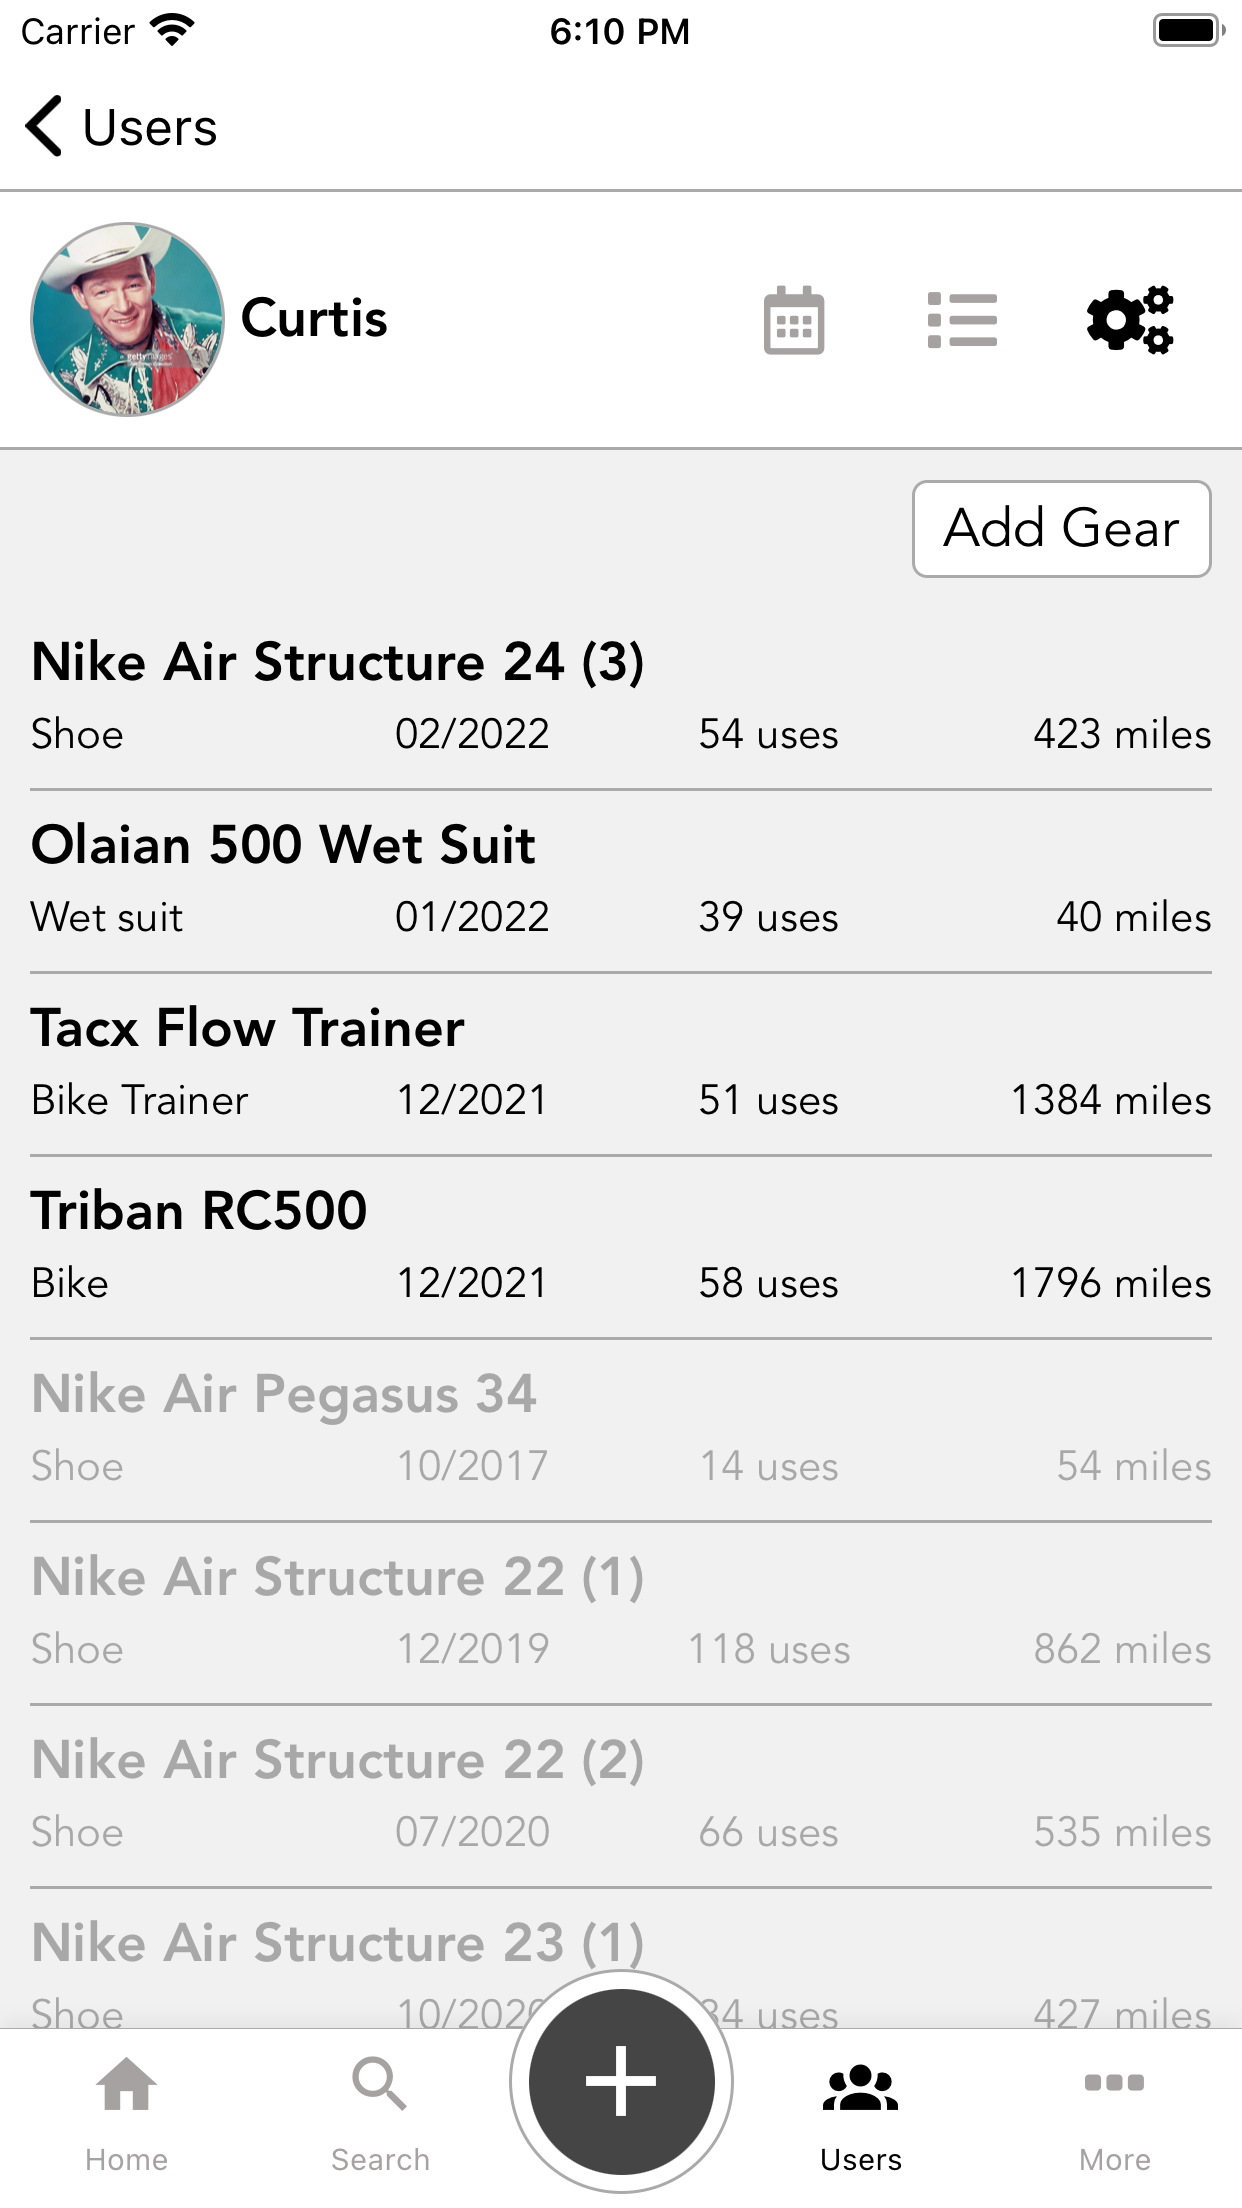 Carrier 6:10 PM
Users
gettyimages
Curtis
Add Gear
Nike Air Structure 24 (3)
Shoe 02/2022 54 uses 423 miles
Olaian 500 Wet Suit
Wet suit 01/2022 39 uses 40 miles
Tacx Flow Trainer
Bike Trainer 12/2021 51 uses 1384 miles
Triban RC500
Bike 12/2021 58 uses 1796 miles
Nike Air Pegasus 34
Shoe 10/2017 14 uses 54 miles
Nike Air Structure 22 (1)
Shoe 12/2019 118 uses 862 miles
Nike Air Structure 22 (2)
Shoe 07/2020 66 uses 535 miles
Nike Air Structure 23 (1)
Shoe 10/2020 uses 427 miles
Home Search Users More